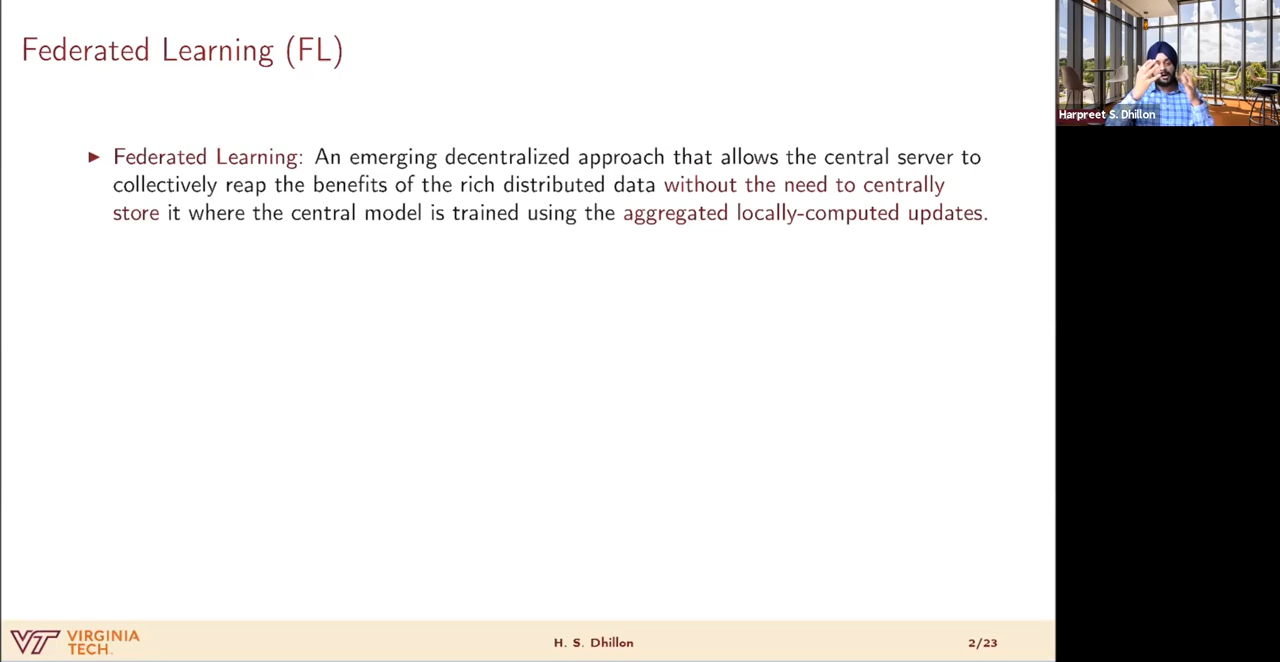 Federated Learning (FL)
Harpreet S. Dhillon
► Federated Learning: An emerging decentralized approach that allows the central server to
collectively reap the benefits of the rich distributed data without the need to centrally
store it where the central model is trained using the aggregated locally-computed updates.
VT VIRGINIA
TECH.
H. S. Dhillon
2/23